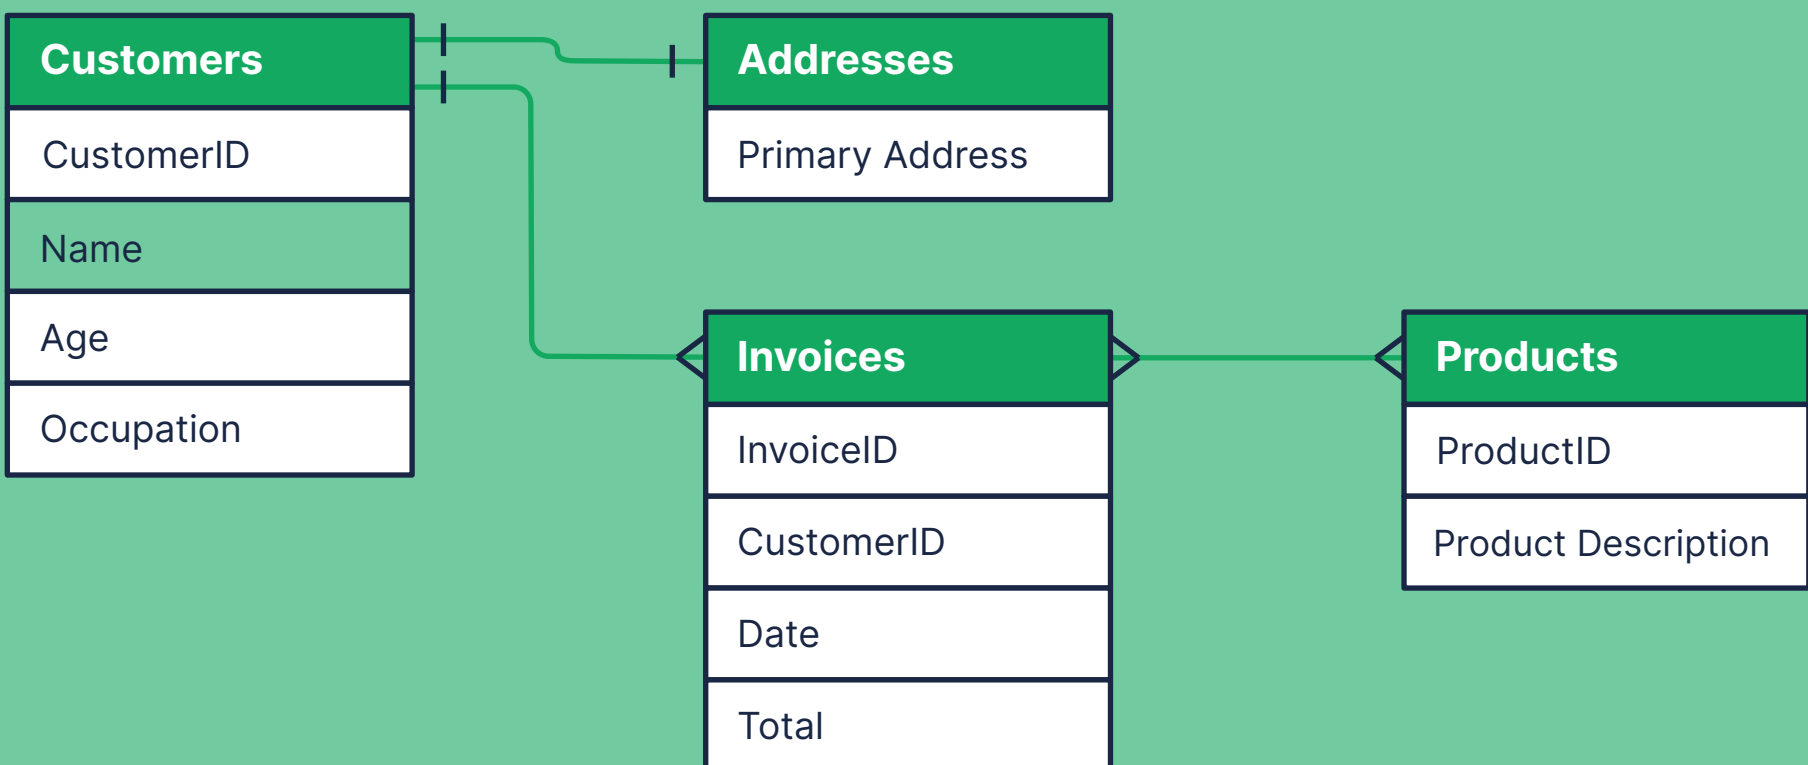 Customers
CustomerID
Name
Age
Occupation
Addresses
Primary Address
Invoices
InvoiceID
CustomerID
Date
Total
Products
ProductID
Product Description